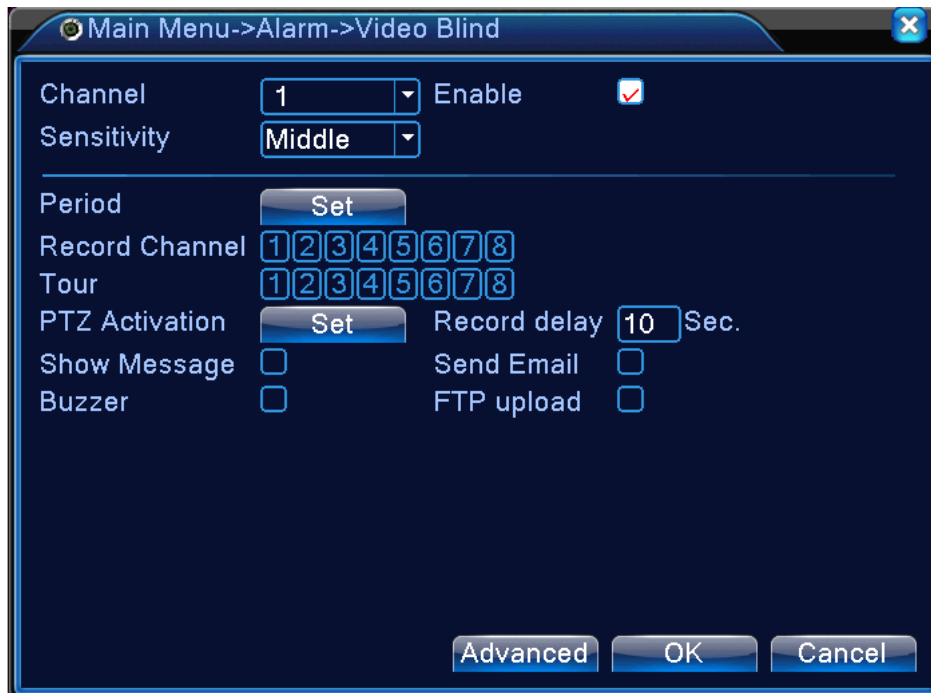 Main Menu->Alarm->Video Blind
Channel 1 Enable
Sensitivity Middle
Period Set
Record Channel 1 2 3 4 5 6 7 8
Tour 1 2 3 4 5 6 7 8
PTZ Activation Set Record delay 10 Sec.
Show Message Send Email
Buzzer FTP upload
Advanced OK Cancel